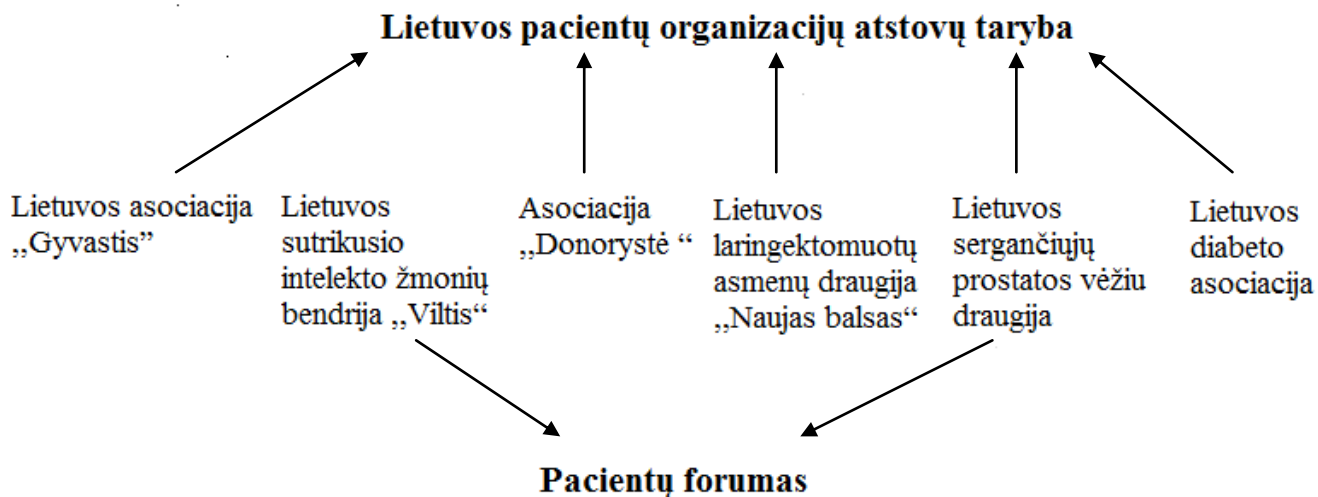 Lietuvos pacientų organizacijų atstovų taryba
Lietuvos asociacija
,,Gyvastis”
Lietuvos
sutrikusio
intelekto žmonių
bendrija ,,Viltis“
Asociacija
,,Donorystė “
Lietuvos
laringektomuotų
asmenų draugija
,,Naujas balsas“
Lietuvos
sergančiųjų
prostatos vėžiu
draugija
Lietuvos
diabeto
asociacija
Pacientų forumas